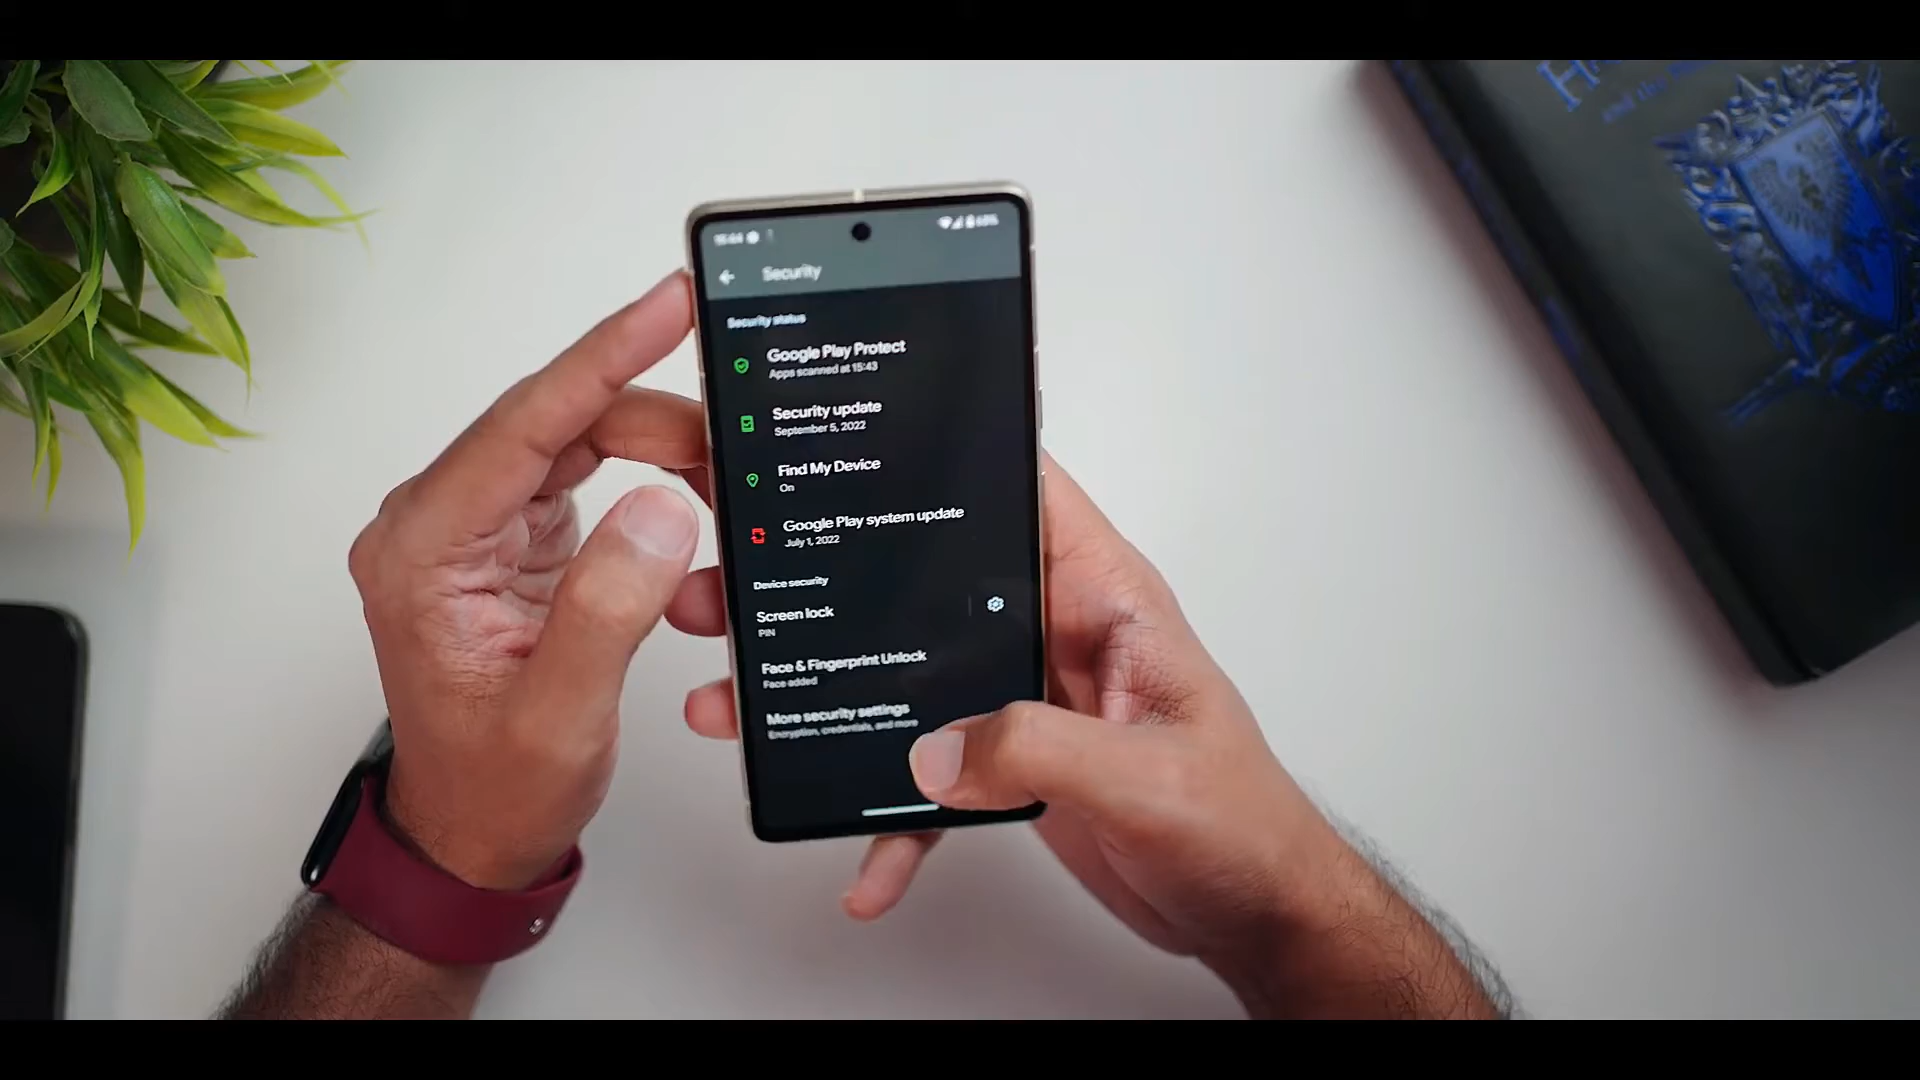 Security
Security status
Google Play Protect
Apps scanned at 15:43
Security update
September 5, 2022
Find My Device
On
Google Play system update
July 1, 2022
Device security
Screen lock
PIN
Face & Fingerprint Unlock
Face added
More security settings
Encryption, credentials, and more
and the